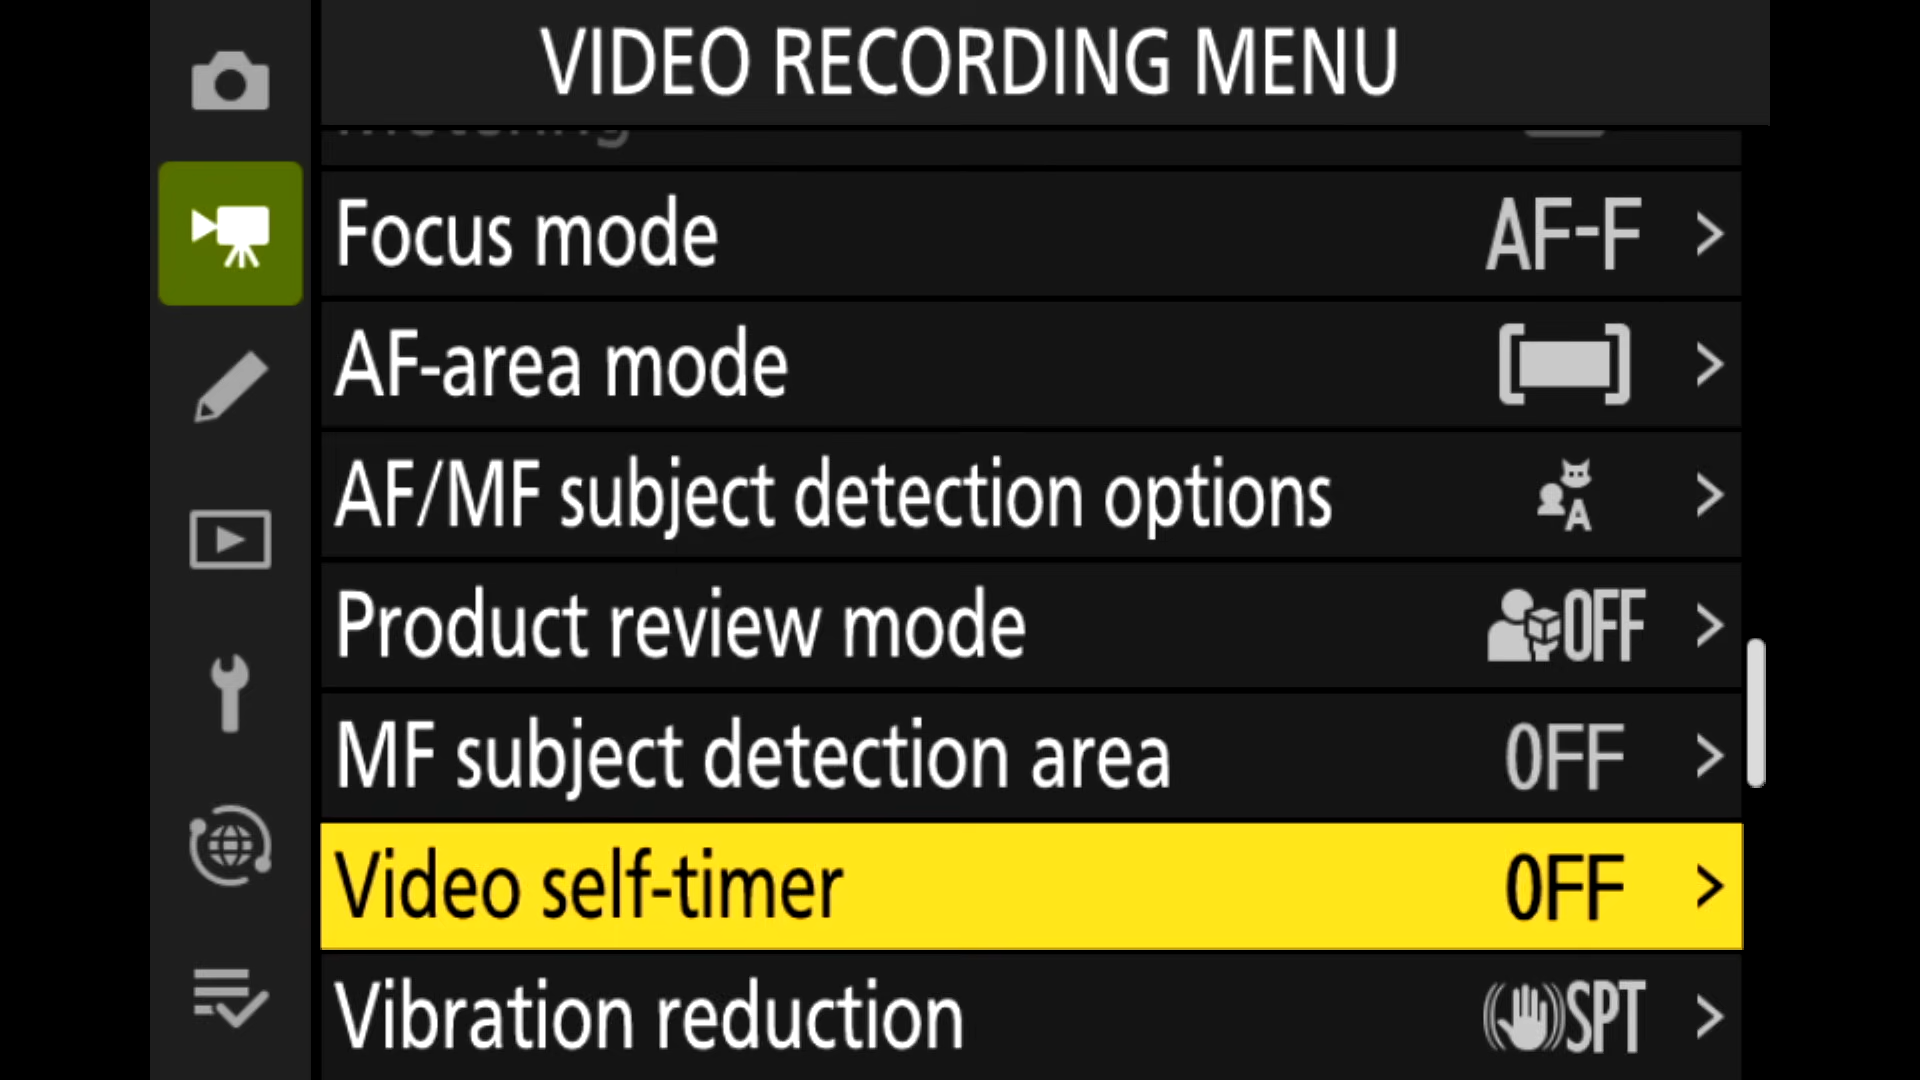 VIDEO RECORDING MENU
Focus mode AF-F >
AF-area mode >
AF/MF subject detection options A >
Product review mode OFF >
MF subject detection area OFF >
Video self-timer OFF >
Vibration reduction SPT >